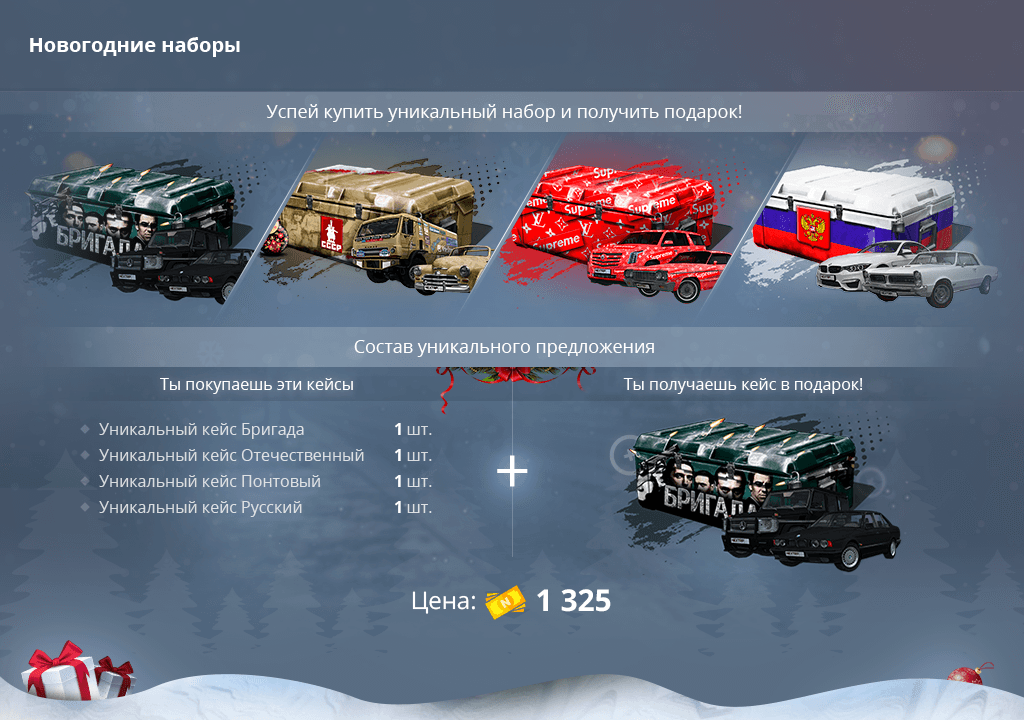 Новогодние наборы
Успей купить уникальный набор и получить подарок!
БРИГАДА
СССР
Supreme
Supreme
Supreme
Состав уникального предложения
Ты покупаешь эти кейсы
Ты получаешь кейс в подарок!
Уникальный кейс Бригада 1 шт.
Уникальный кейс Отечественный 1 шт.
Уникальный кейс Понтовый 1 шт.
Уникальный кейс Русский 1 шт.
+
БРИГАДА
Цена: N 1 325